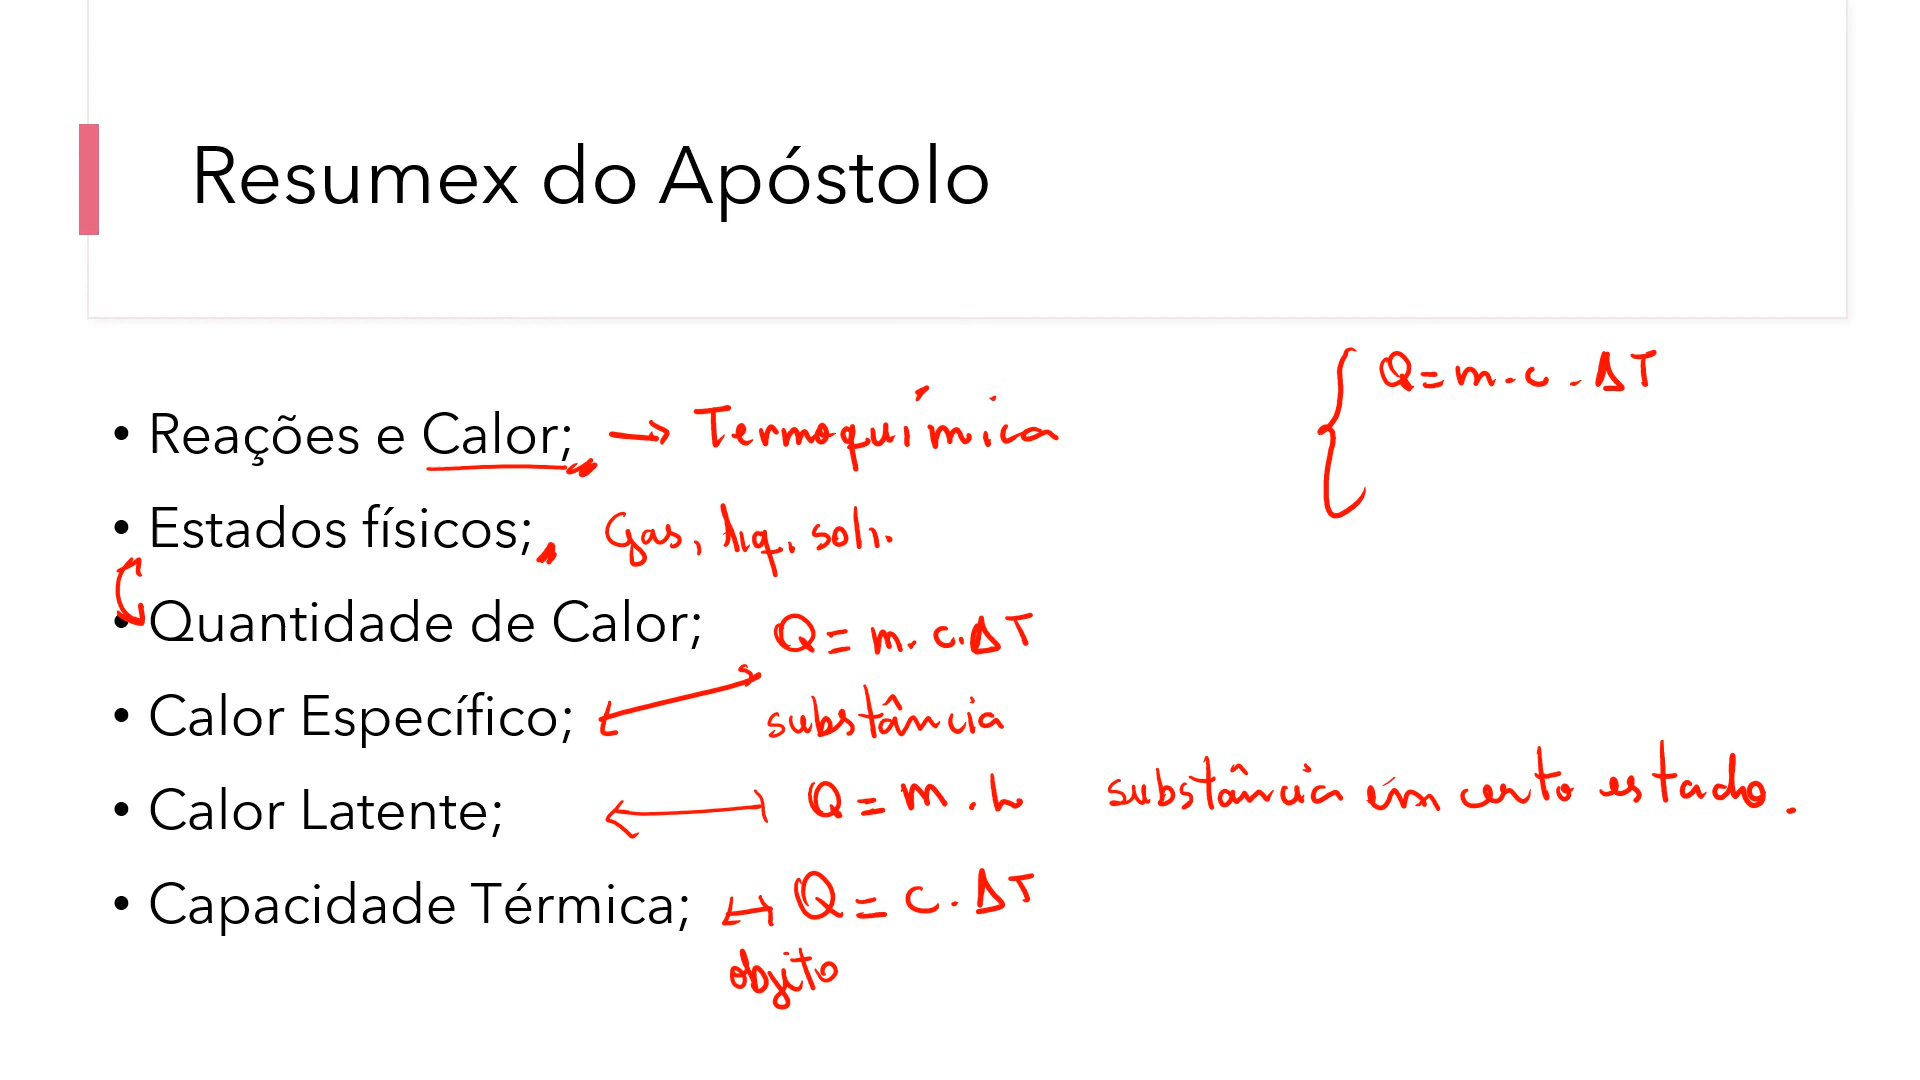 Resumex do Apóstolo
Q = m . c . ΔT
• Reações e Calor; → Termoquímica
• Estados físicos; Gas, liq, soli.
• Quantidade de Calor; Q = m. c. ΔT
• Calor Específico; substância
• Calor Latente; Q = m . L substância em certo estado.
• Capacidade Térmica; Q = C . ΔT
objeto